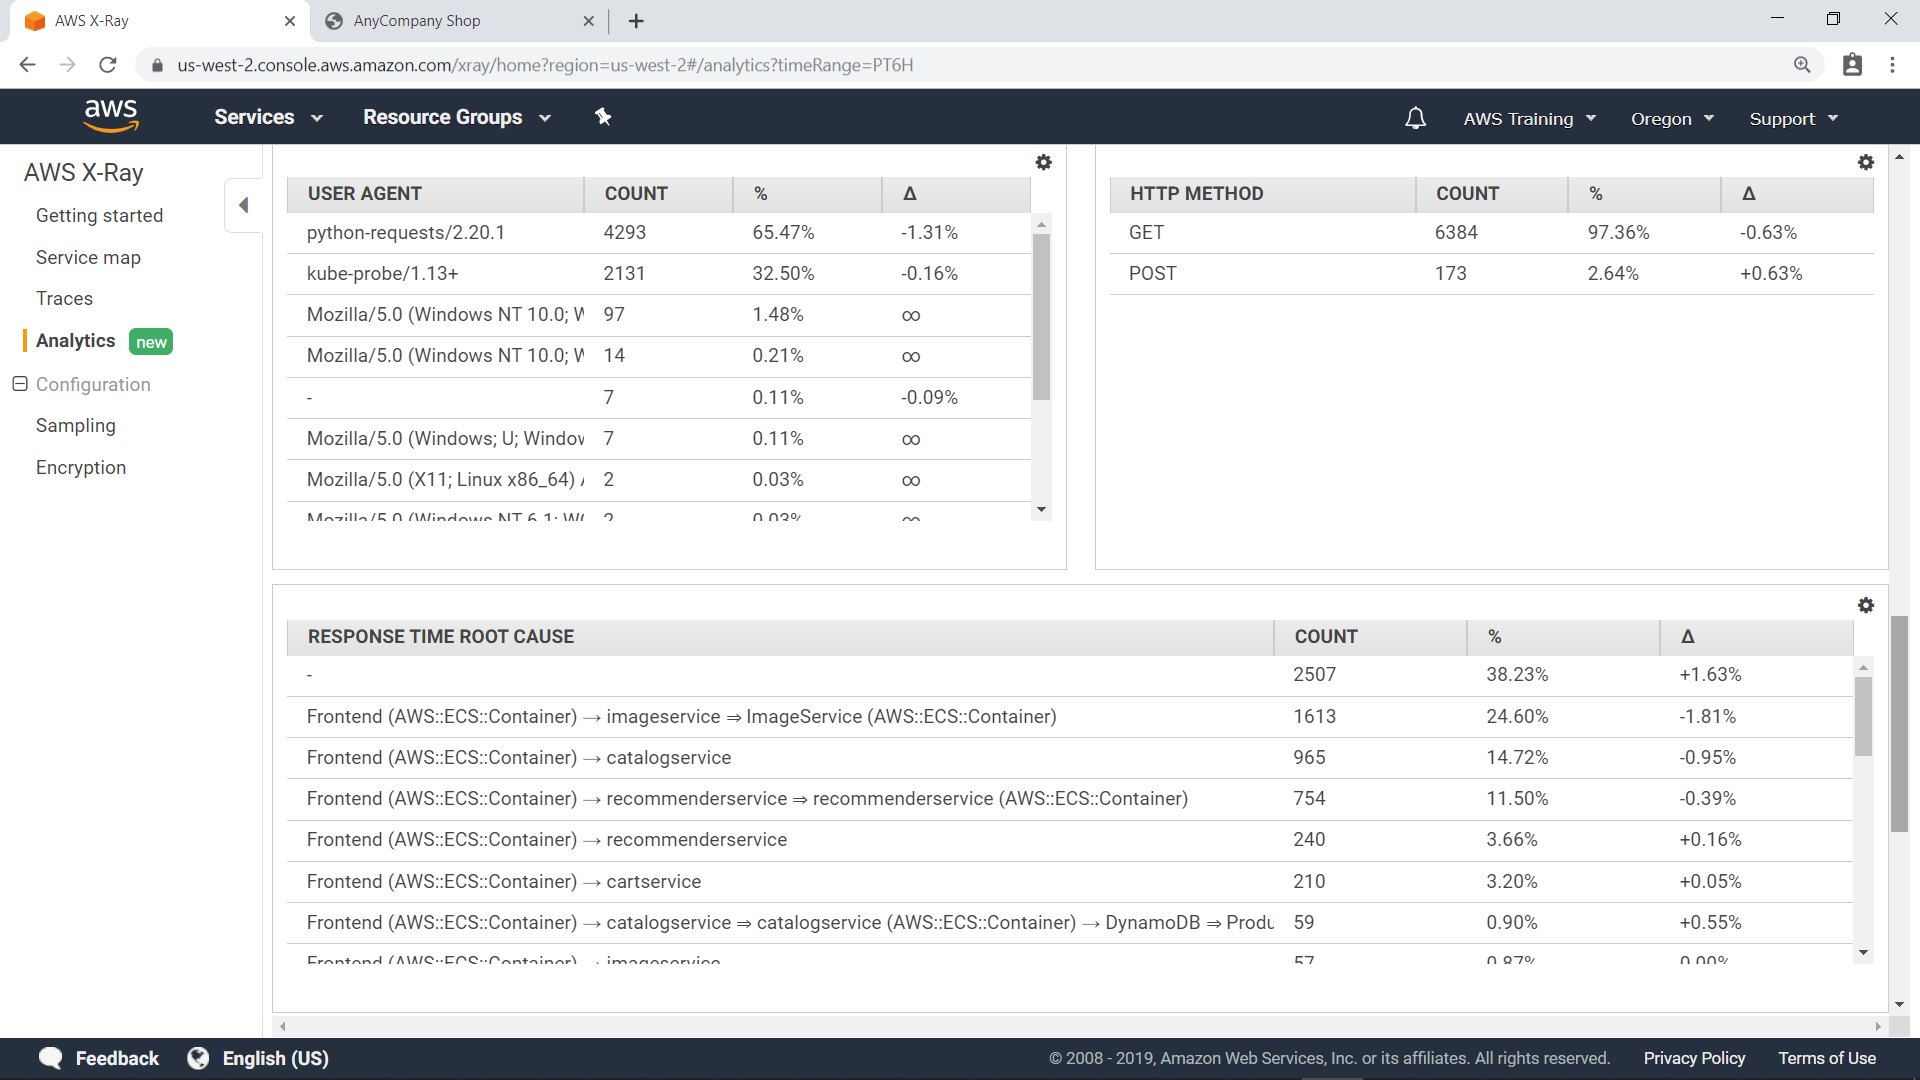 AWS X-Ray
AnyCompany Shop
us-west-2.console.aws.amazon.com/xray/home?region=us-west-2#/analytics?timeRange=PT6H
aws
Services
Resource Groups
AWS Training
Oregon
Support
AWS X-Ray
Getting started
Service map
Traces
Analytics new
Configuration
Sampling
Encryption
USER AGENT COUNT % Δ
python-requests/2.20.1 4293 65.47% -1.31%
kube-probe/1.13+ 2131 32.50% -0.16%
Mozilla/5.0 (Windows NT 10.0; W 97 1.48% ∞
Mozilla/5.0 (Windows NT 10.0; W 14 0.21% ∞
- 7 0.11% -0.09%
Mozilla/5.0 (Windows; U; Window 7 0.11% ∞
Mozilla/5.0 (X11; Linux x86_64) A 2 0.03% ∞
Mozilla/5.0 (Windows NT 6.1; WO 2 0.03% ∞
HTTP METHOD COUNT % Δ
GET 6384 97.36% -0.63%
POST 173 2.64% +0.63%
RESPONSE TIME ROOT CAUSE COUNT % Δ
- 2507 38.23% +1.63%
Frontend (AWS::ECS::Container) → imageservice ⇒ ImageService (AWS::ECS::Container) 1613 24.60% -1.81%
Frontend (AWS::ECS::Container) → catalogservice 965 14.72% -0.95%
Frontend (AWS::ECS::Container) → recommenderservice ⇒ recommenderservice (AWS::ECS::Container) 754 11.50% -0.39%
Frontend (AWS::ECS::Container) → recommenderservice 240 3.66% +0.16%
Frontend (AWS::ECS::Container) → cartservice 210 3.20% +0.05%
Frontend (AWS::ECS::Container) → catalogservice ⇒ catalogservice (AWS::ECS::Container) → DynamoDB ⇒ Produ 59 0.90% +0.55%
Frontend (AWS::ECS::Container) → imageservice 57 0.87% 0.00%
Feedback
English (US)
© 2008 - 2019, Amazon Web Services, Inc. or its affiliates. All rights reserved.
Privacy Policy
Terms of Use